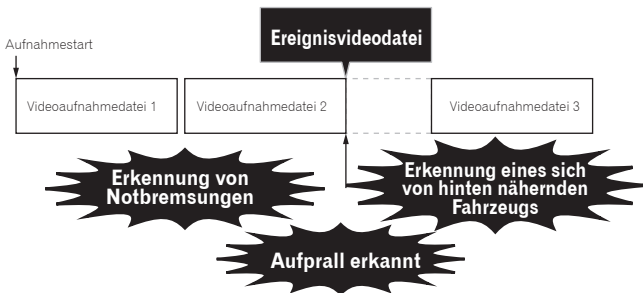 Ereignisvideodatei
Aufnahmestart
Videoaufnahmedatei 1
Videoaufnahmedatei 2
Videoaufnahmedatei 3
Erkennung von
Notbremsungen
Erkennung eines sich
von hinten nähernden
Fahrzeugs
Aufprall erkannt